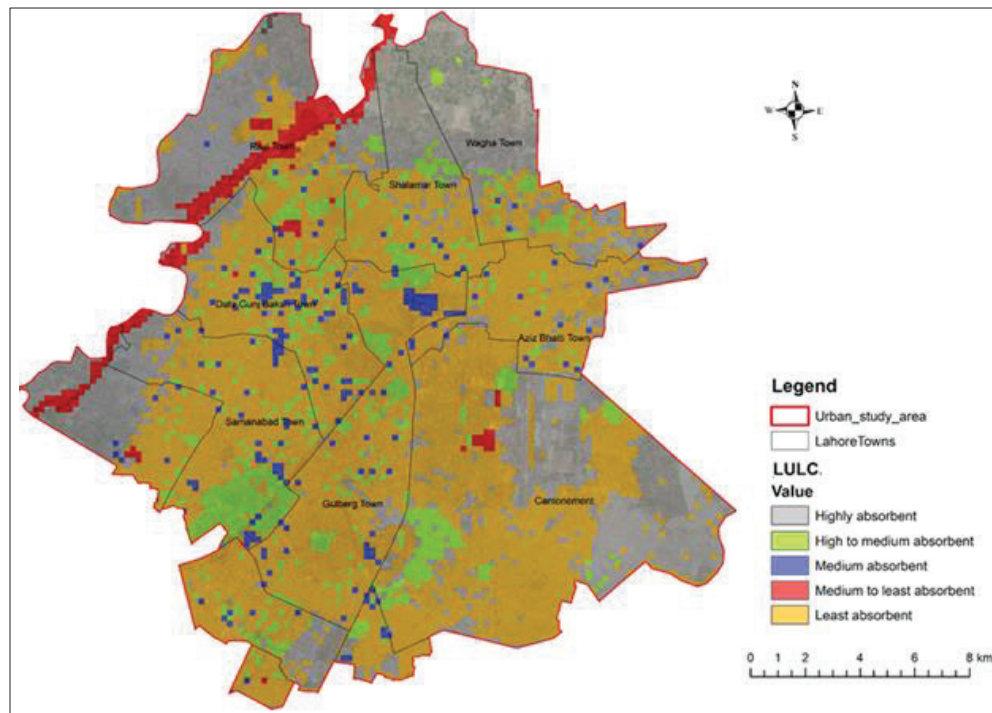 N
W E
S
Ravi Town
Wagha Town
Shalamar Town
Data Gunj Baksh Town
Aziz Bhatti Town
Samanabad Town
Gulberg Town
Cantonement
Legend
Urban_study_area
LahoreTowns
LULC.
Value
Highly absorbent
High to medium absorbent
Medium absorbent
Medium to least absorbent
Least absorbent
0 1 2 4 6 8 km